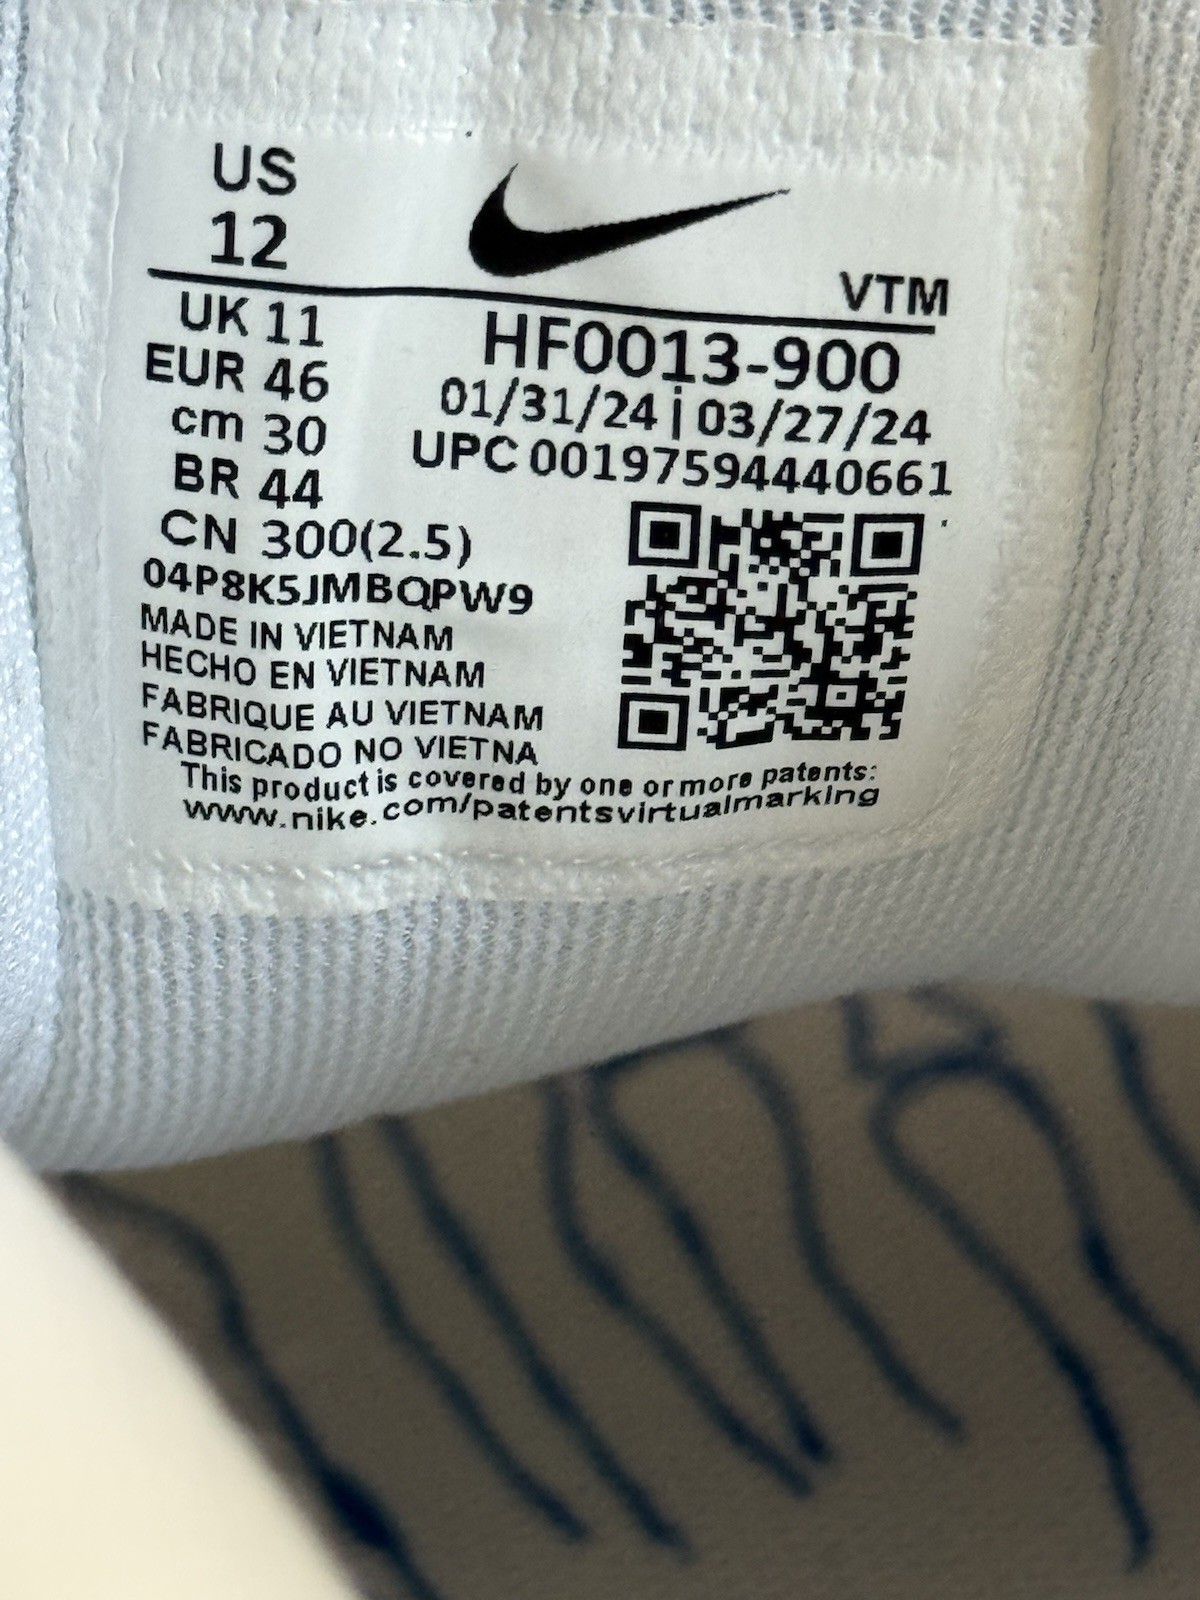 US
12
VTM
UK 11
EUR 46
cm 30
BR 44
CN 300(2.5)
HF0013-900
01/31/24 | 03/27/24
UPC 00197594440661
04P8K5JMBQPW9
MADE IN VIETNAM
HECHO EN VIETNAM
FABRIQUE AU VIETNAM
FABRICADO NO VIETNA
This product is covered by one or more patents:
www.nike.com/patentsvirtualmarking